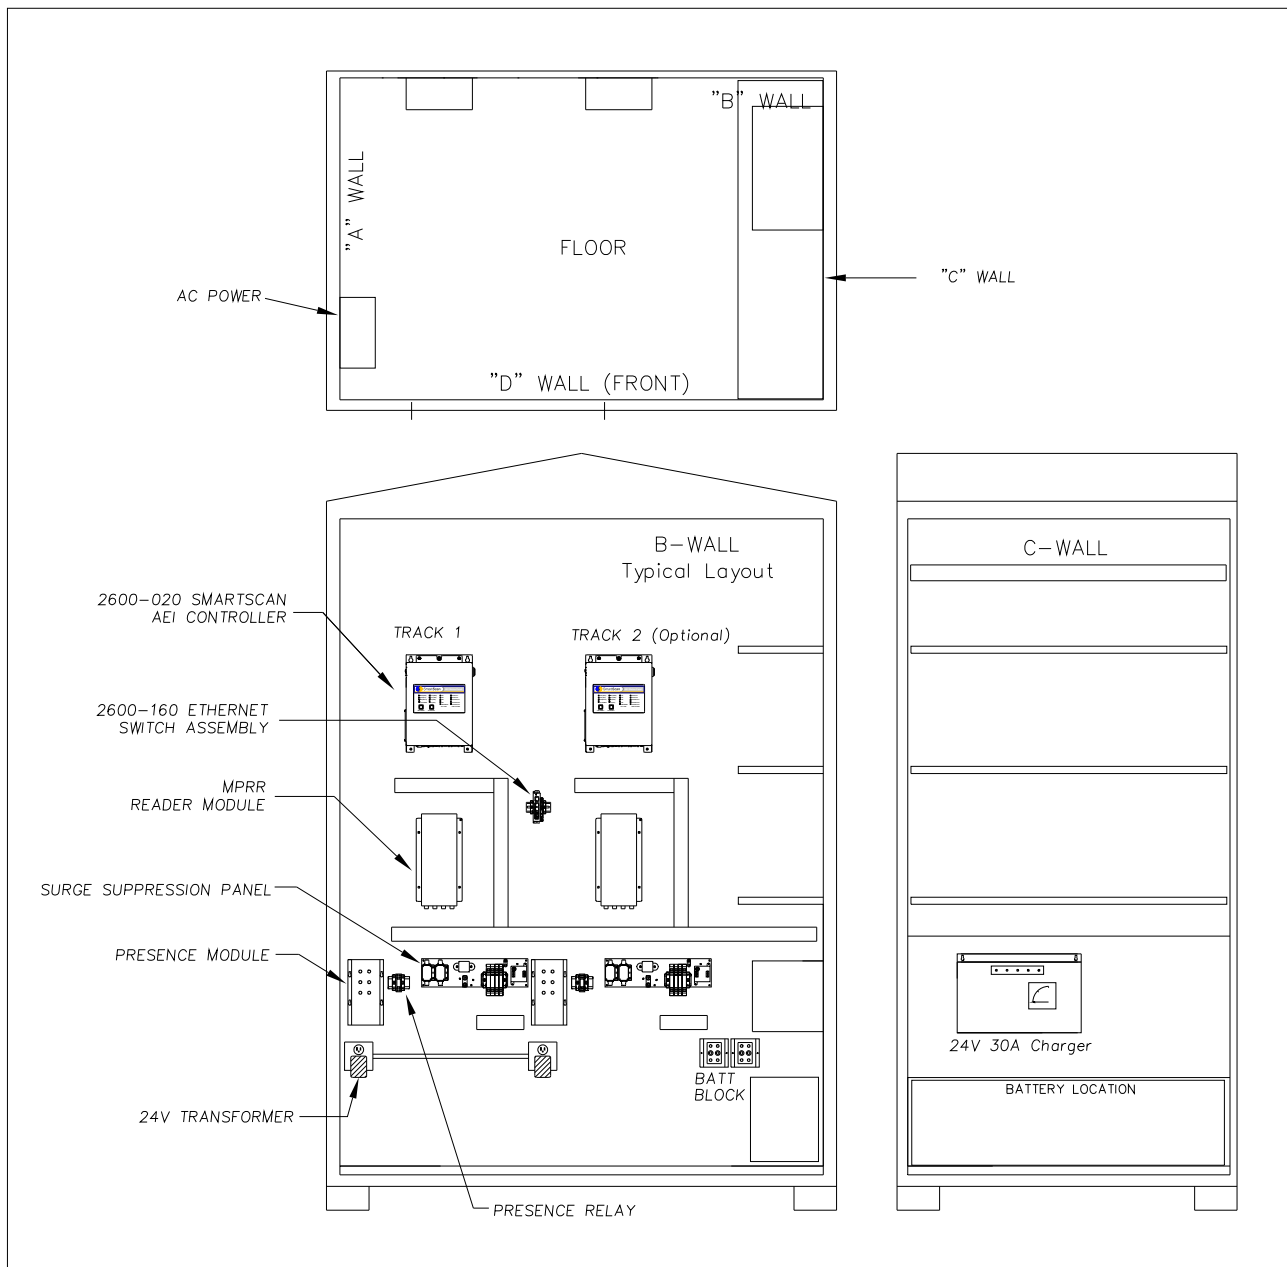 "B" WALL
"A" WALL
FLOOR
"C" WALL
AC POWER
"D" WALL (FRONT)
B-WALL
Typical Layout
C-WALL
2600-020 SMARTSCAN
AEI CONTROLLER
TRACK 1
TRACK 2 (Optional)
SmartScan
SmartScan
2600-160 ETHERNET
SWITCH ASSEMBLY
MPRR
READER MODULE
SURGE SUPPRESSION PANEL
PRESENCE MODULE
24V 30A Charger
BATT
BLOCK
BATTERY LOCATION
24V TRANSFORMER
PRESENCE RELAY